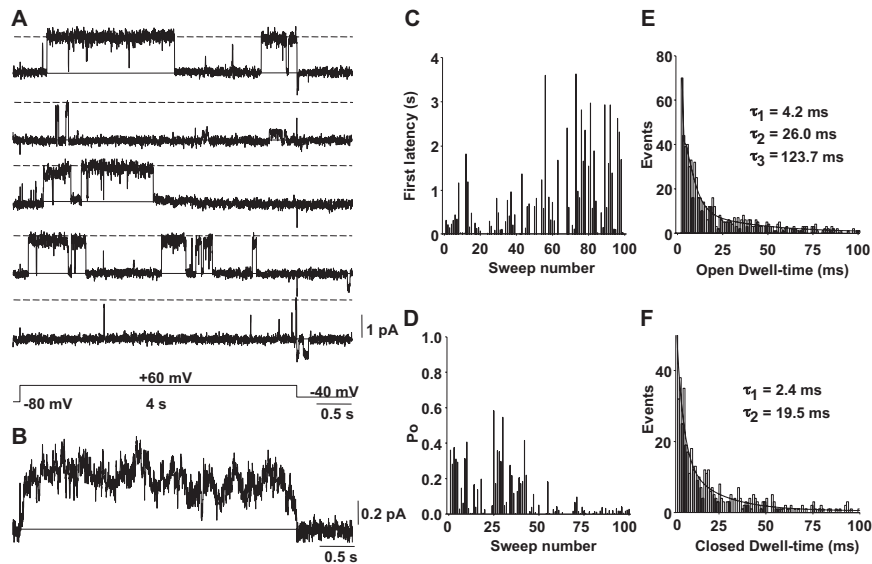 A
1 pA
+60 mV
-80 mV
4 s
-40 mV
0.5 s
B
0.2 pA
0.5 s
C
First latency (s)
4
3
2
1
0
0 20 40 60 80 100
Sweep number
D
Po
1.0
0.8
0.6
0.4
0.2
0.0
0 25 50 75 100
Sweep number
E
Events
80
60
40
20
0
τ1 = 4.2 ms
τ2 = 26.0 ms
τ3 = 123.7 ms
0 25 50 75 100
Open Dwell-time (ms)
F
Events
40
20
0
τ1 = 2.4 ms
τ2 = 19.5 ms
0 25 50 75 100
Closed Dwell-time (ms)